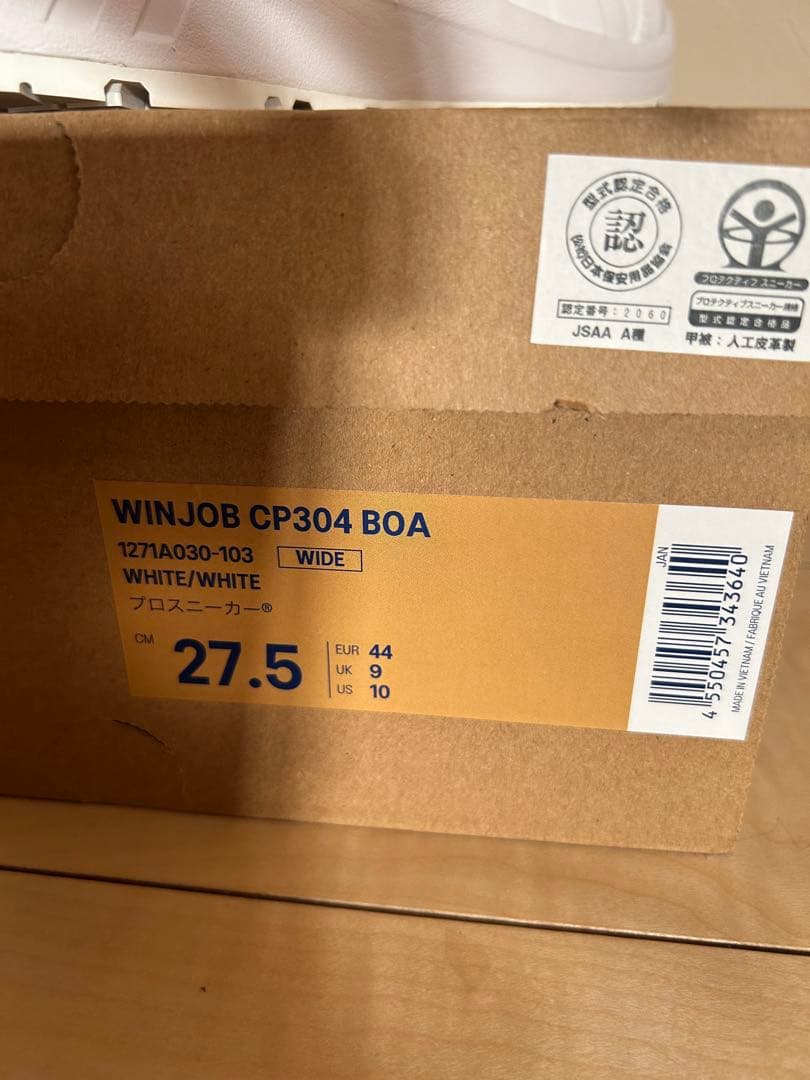 型式認定合格
認
(公社)日本保安用品協会
認定番号：2060
JSAA A種
プロテクティブ スニーカー
プロテクティブスニーカー規格
型式認定合格品
甲被：人工皮革製
WINJOB CP304 BOA
1271A030-103 WIDE
WHITE/WHITE
プロスニーカー®
CM 27.5
EUR 44
UK 9
US 10
JAN
4 550457 343640
MADE IN VIETNAM / FABRIQUE AU VIETNAM